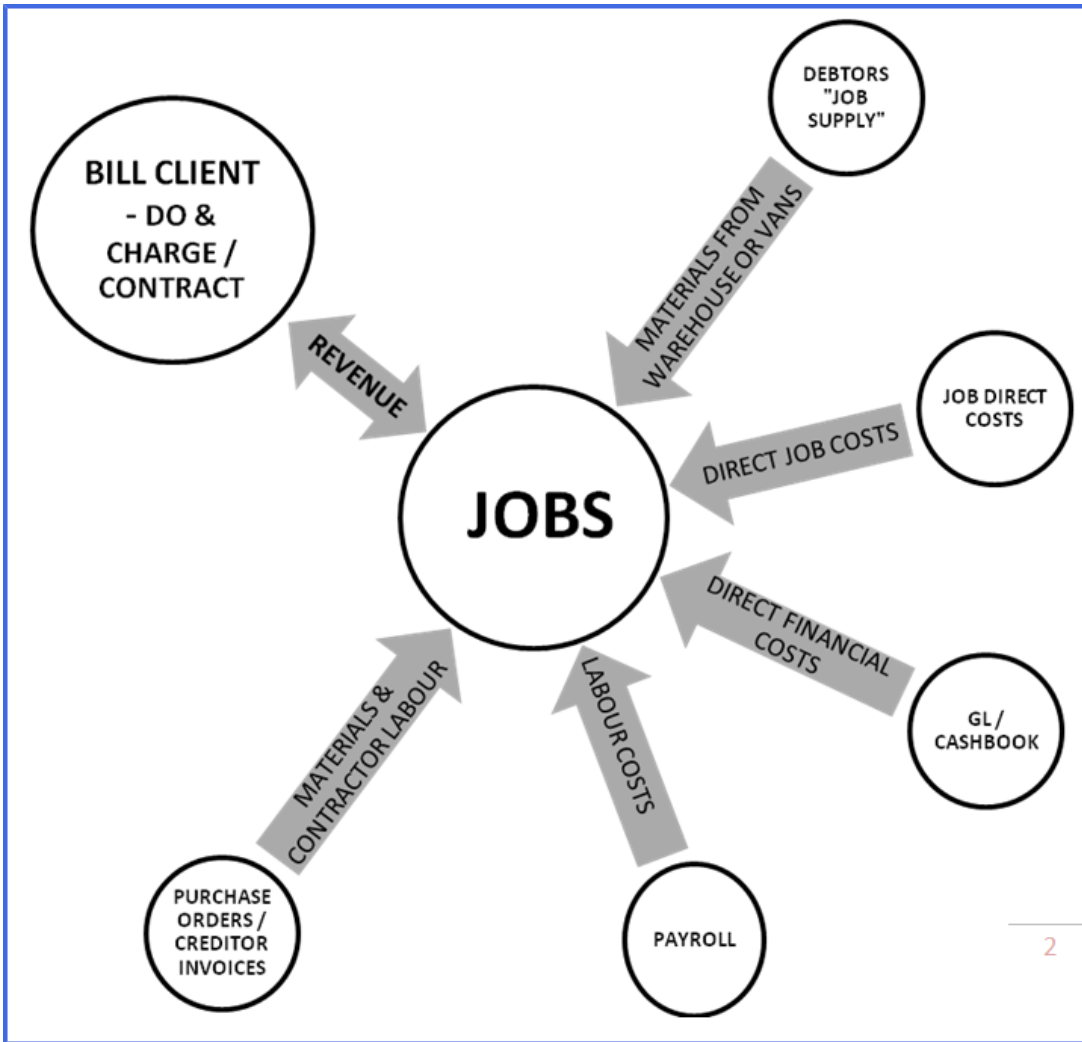 BILL CLIENT
- DO &
CHARGE /
CONTRACT
DEBTORS
"JOB
SUPPLY"
MATERIALS FROM
WAREHOUSE OR VANS
REVENUE
JOB DIRECT
COSTS
DIRECT JOB COSTS
JOBS
DIRECT FINANCIAL
COSTS
GL /
CASHBOOK
LABOUR COSTS
MATERIALS &
CONTRACTOR LABOUR
PURCHASE
ORDERS /
CREDITOR
INVOICES
PAYROLL
2